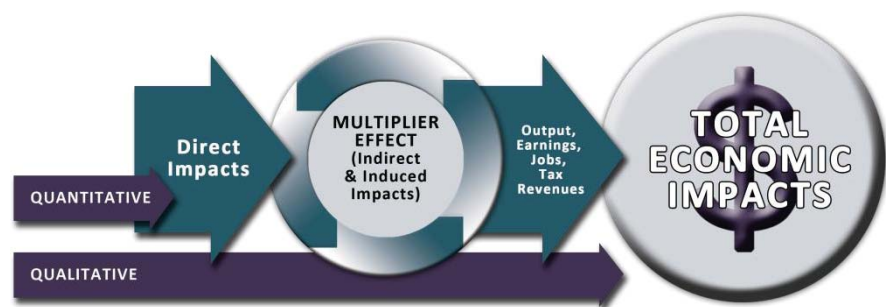 QUANTITATIVE
Direct
Impacts
MULTIPLIER
EFFECT
(Indirect
& Induced
Impacts)
Output,
Earnings,
Jobs,
Tax
Revenues
TOTAL
ECONOMIC
IMPACTS
QUALITATIVE